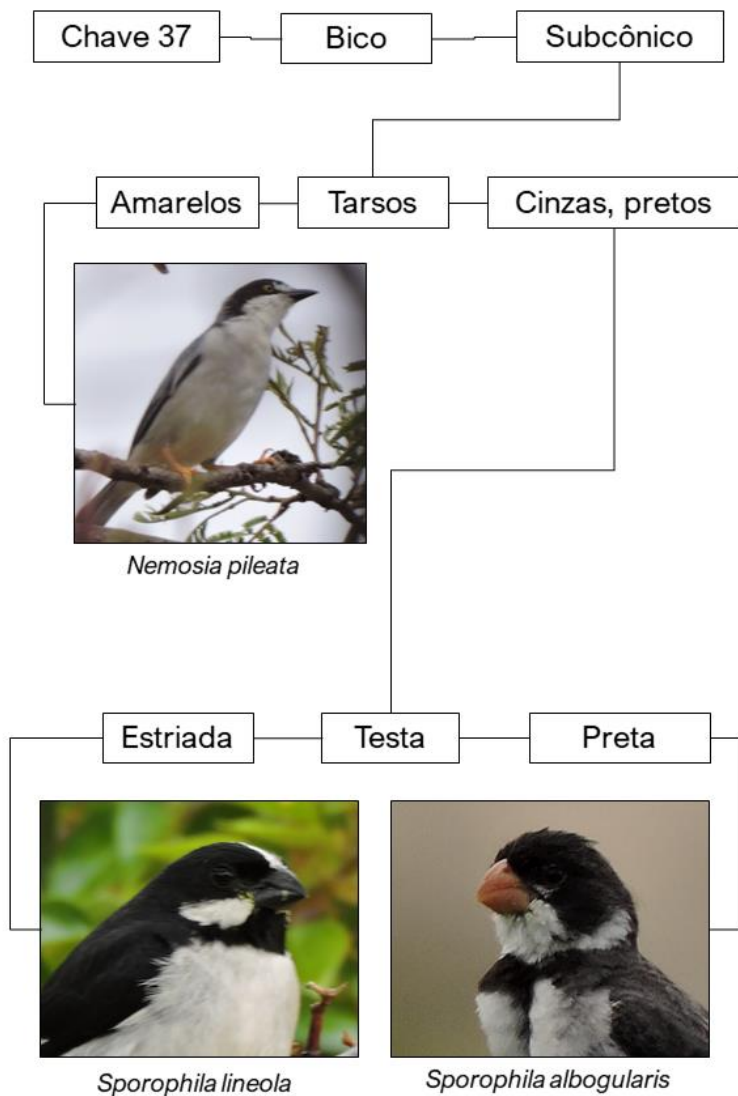 Chave 37
Bico
Subcônico
Amarelos
Tarsos
Cinzas, pretos
Nemosia pileata
Estriada
Testa
Preta
Sporophila lineola
Sporophila albogularis